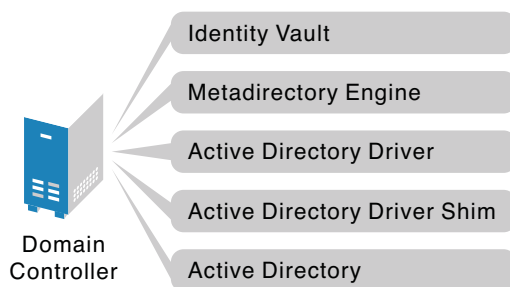 Identity Vault
Metadirectory Engine
Active Directory Driver
Active Directory Driver Shim
Active Directory
Domain
Controller